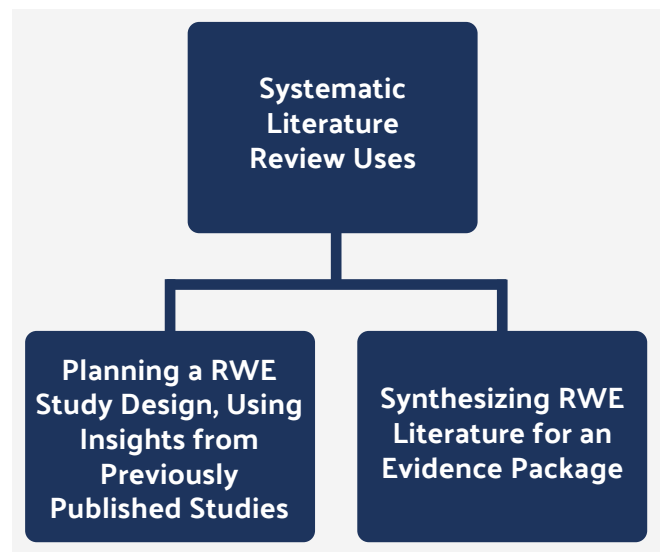 Systematic
Literature
Review Uses
Planning a RWE
Study Design, Using
Insights from
Previously
Published Studies
Synthesizing RWE
Literature for an
Evidence Package